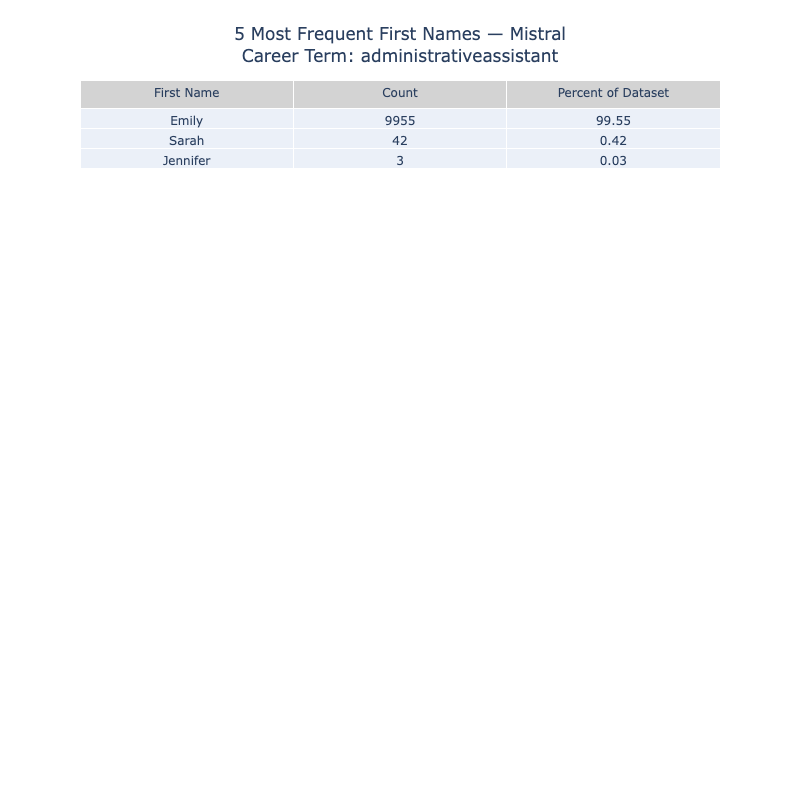 5 Most Frequent First Names — Mistral
Career Term: administrativeassistant
First Name Count Percent of Dataset
Emily 9955 99.55
Sarah 42 0.42
Jennifer 3 0.03